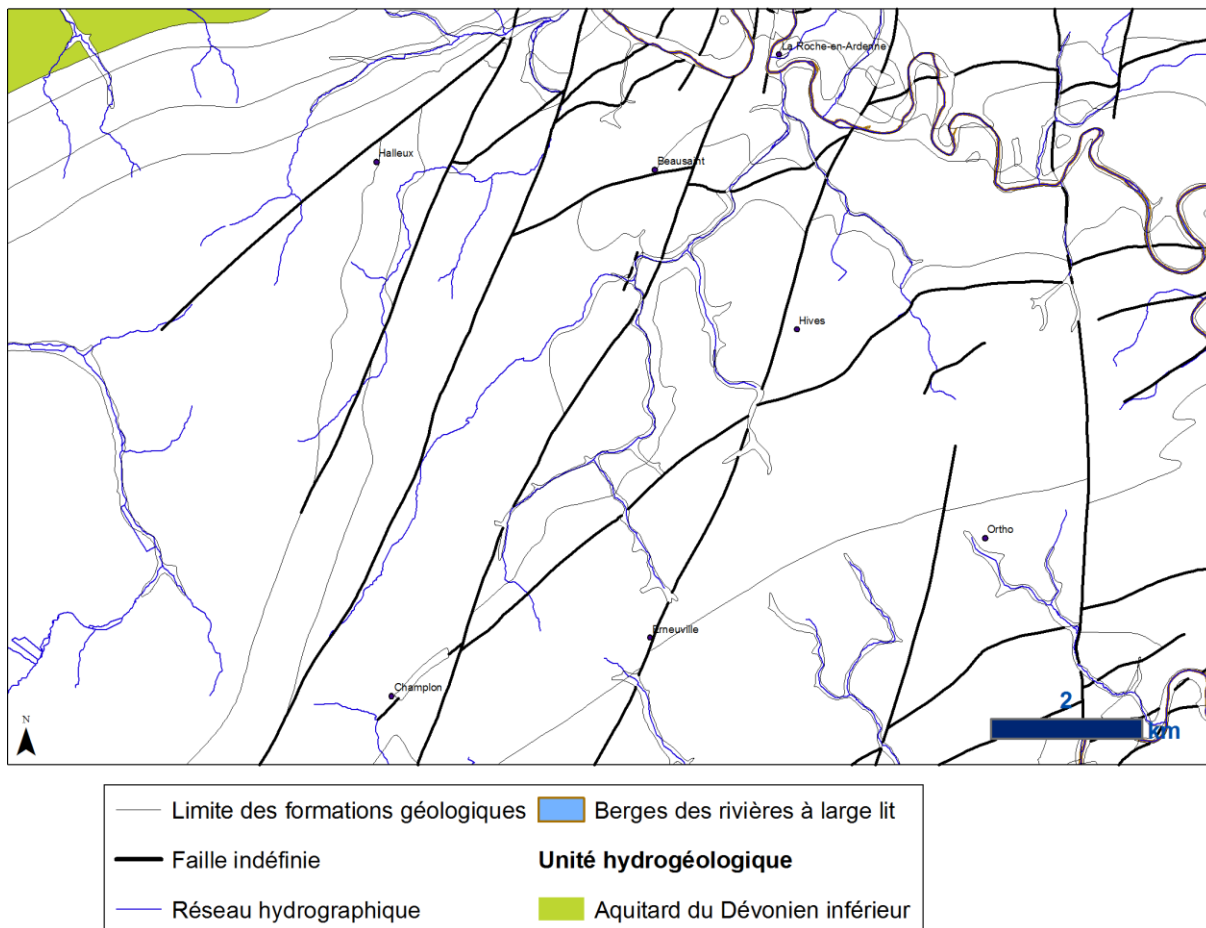 La Roche-en-Ardenne
Halleux
Beausaint
Hives
Ortho
Erneuville
Champlon
N
2
km
Limite des formations géologiques
Berges des rivières à large lit
Faille indéfinie
Unité hydrogéologique
Réseau hydrographique
Aquitard du Dévonien inférieur